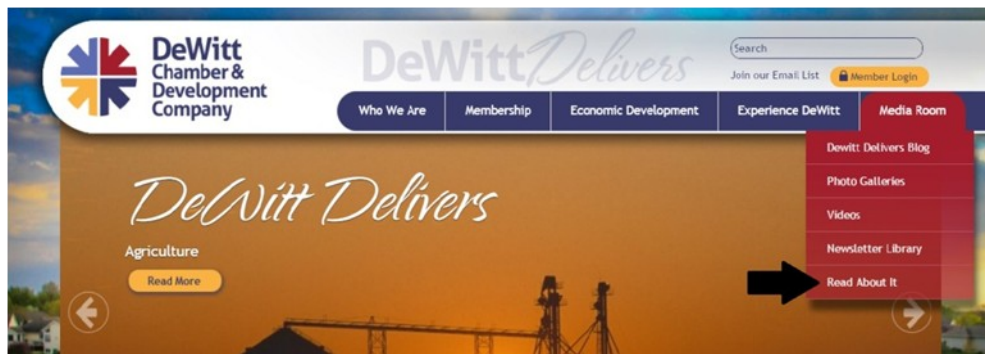 DeWitt
Chamber &
Development
Company
DeWitt Delivers
Search
Join our Email List
Member Login
Who We Are
Membership
Economic Development
Experience DeWitt
Media Room
Dewitt Delivers Blog
Photo Galleries
Videos
Newsletter Library
Read About It
DeWitt Delivers
Agriculture
Read More